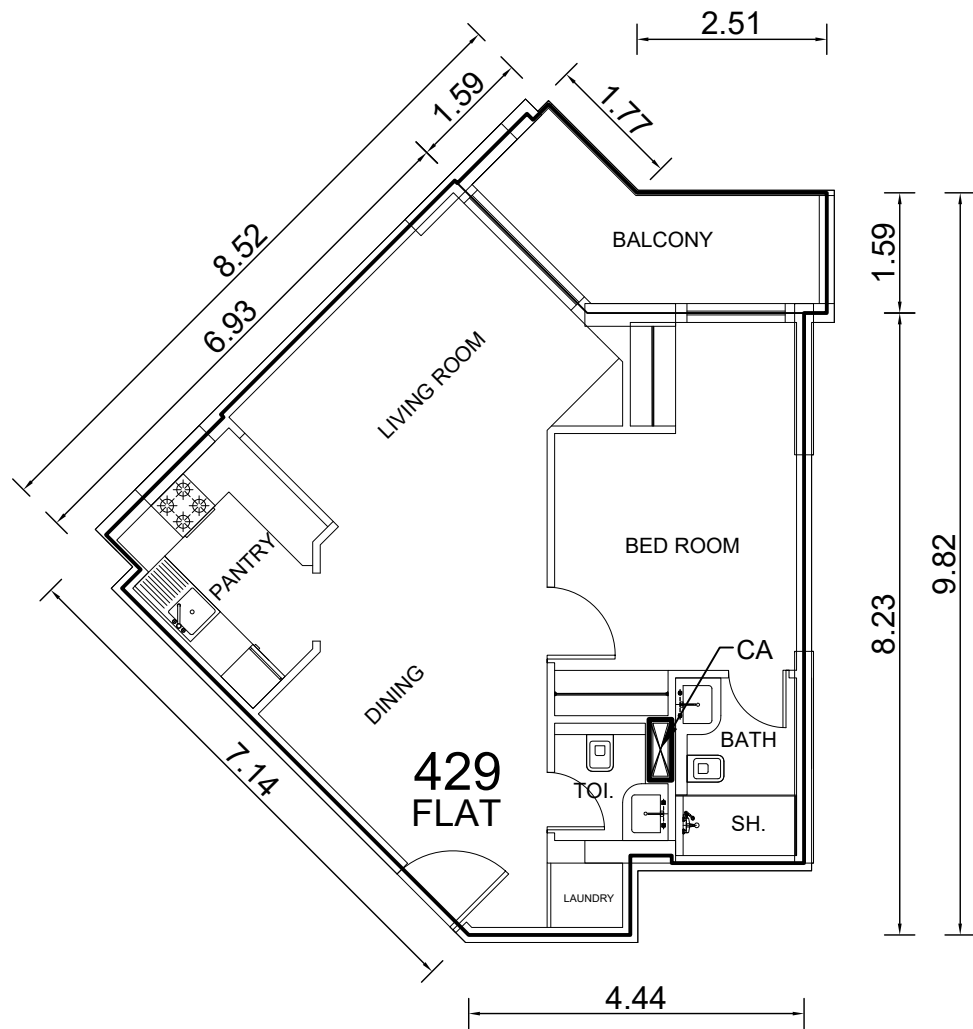 2.51
1.59
1.77
8.52
6.93
BALCONY
1.59
9.82
8.23
LIVING ROOM
BED ROOM
PANTRY
CA
DINING
BATH
7.14
429
FLAT
TOI.
SH.
LAUNDRY
4.44